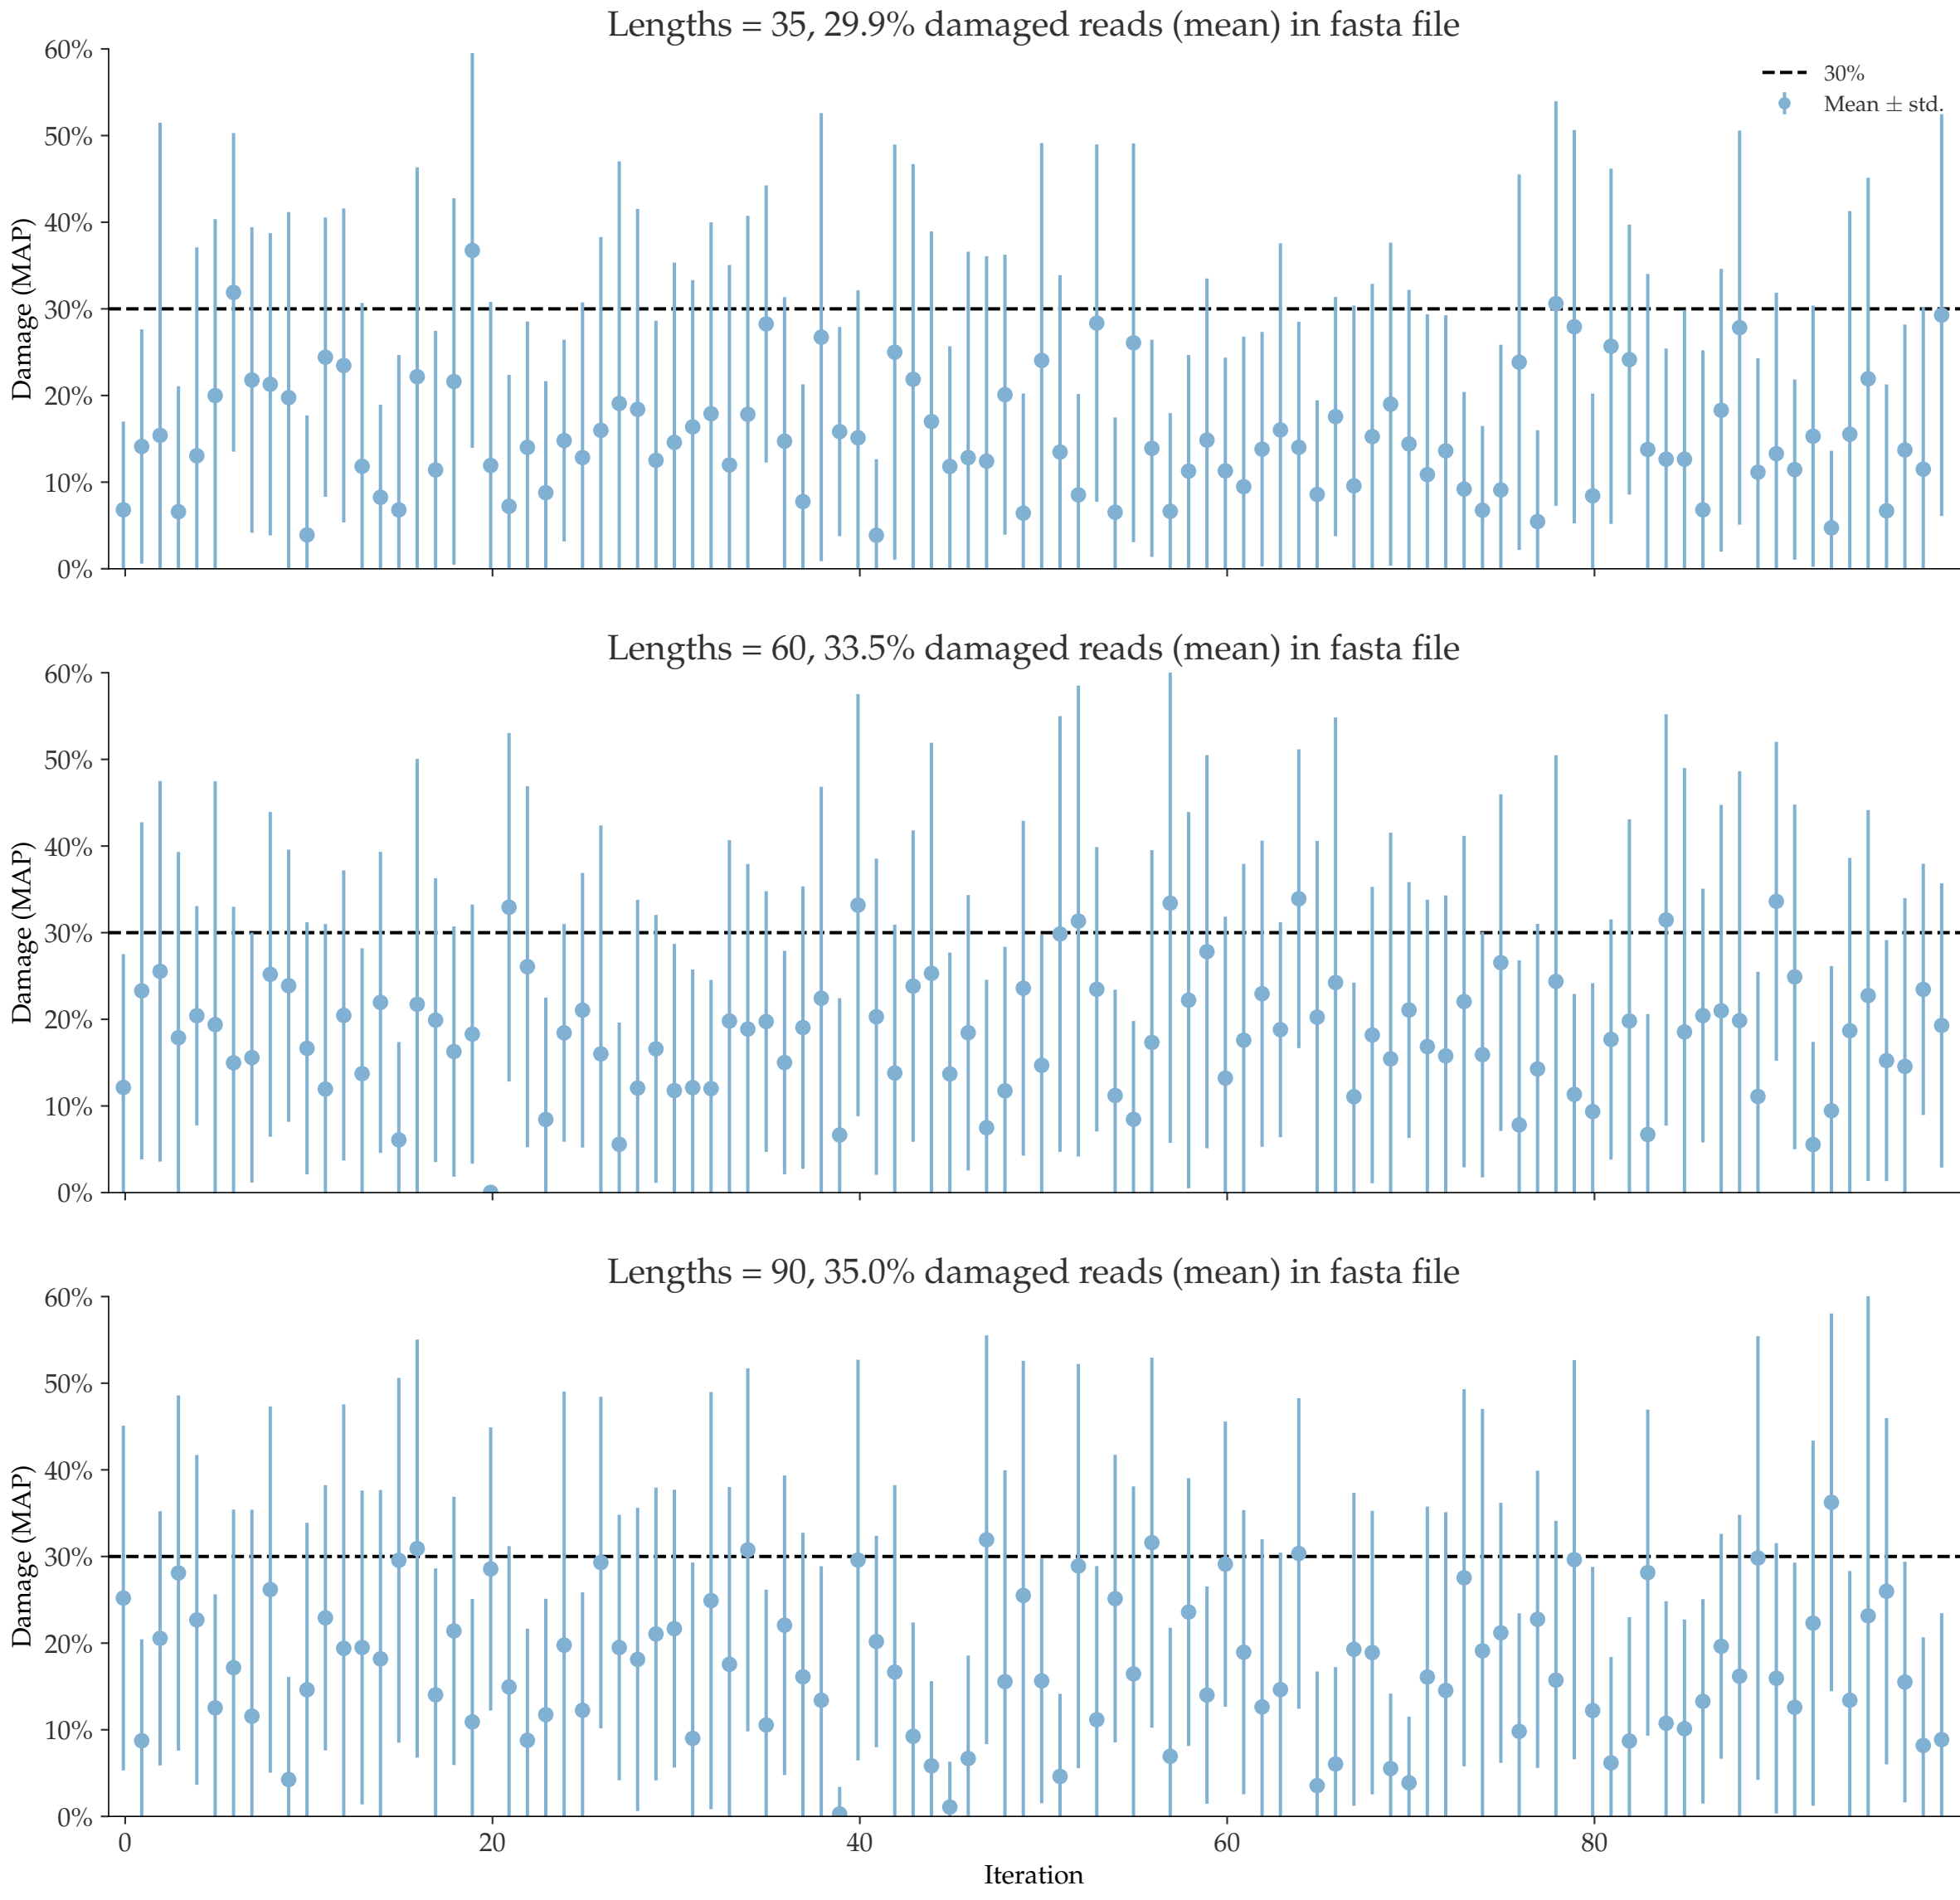 Lengths = 35, 29.9% damaged reads (mean) in fasta file
60%
50%
40%
30%
20%
10%
0%
Damage (MAP)
30%
Mean ± std.
Lengths = 60, 33.5% damaged reads (mean) in fasta file
60%
50%
40%
30%
20%
10%
0%
Damage (MAP)
Lengths = 90, 35.0% damaged reads (mean) in fasta file
60%
50%
40%
30%
20%
10%
0%
Damage (MAP)
0 20 40 60 80
Iteration